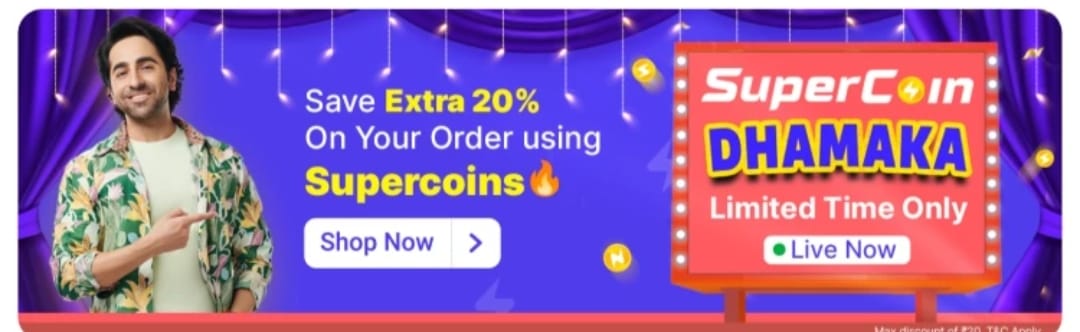 Save Extra 20%
On Your Order using
Supercoins🔥
Shop Now >
SuperCoin
DHAMAKA
Limited Time Only
Live Now
Max discount of ₹20. T&C Apply